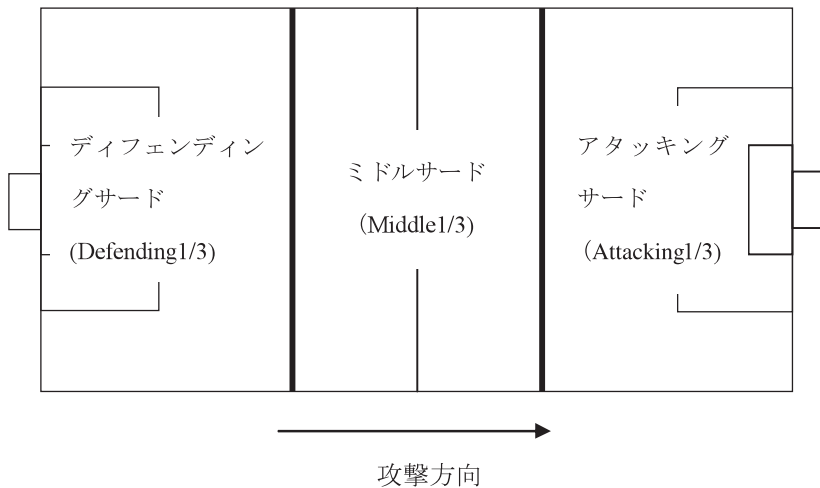 ディフェンディン
グサード
(Defending1/3)
ミドルサード
（Middle1/3)
アタッキング
サード
（Attacking1/3)
攻撃方向